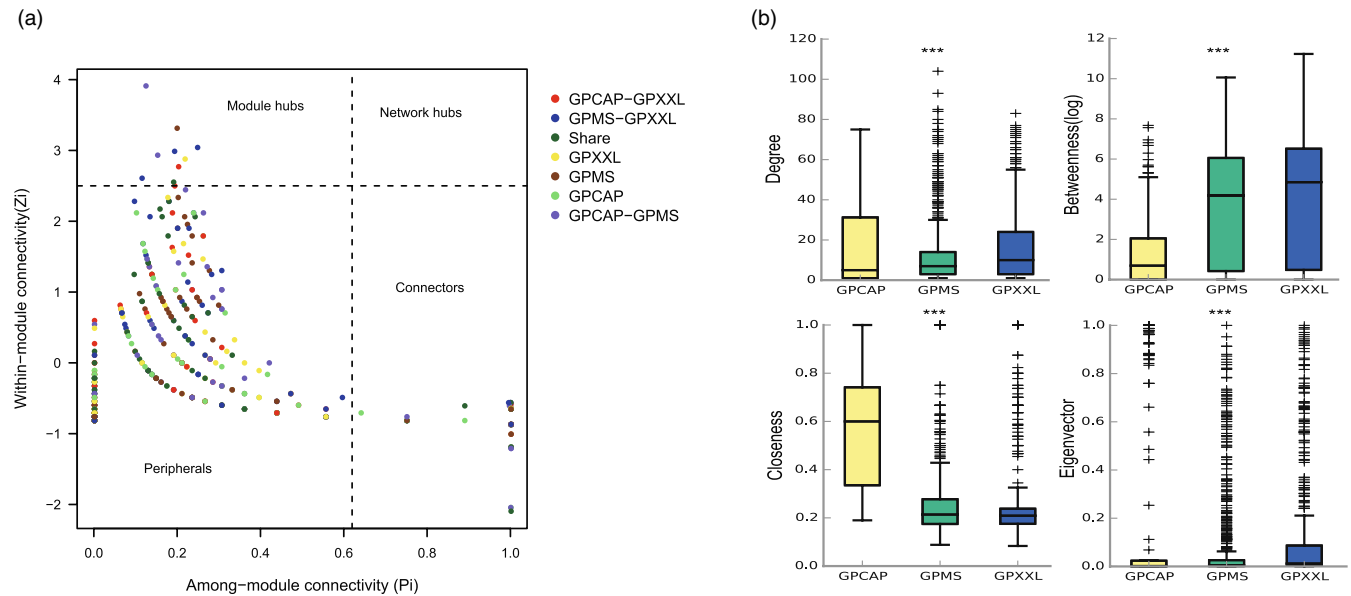 (a)
4
3
2
1
0
−1
−2
Within−module connectivity(Zi)
Module hubs
Network hubs
Connectors
Peripherals
0.0
0.2
0.4
0.6
0.8
1.0
Among−module connectivity (Pi)
GPCAP−GPXXL
GPMS−GPXXL
Share
GPXXL
GPMS
GPCAP
GPCAP−GPMS
(b)
120
100
80
60
40
20
0
Degree
***
GPCAP
GPMS
GPXXL
12
10
8
6
4
2
0
Betweenness(log)
***
GPCAP
GPMS
GPXXL
1.0
0.8
0.6
0.4
0.2
0.0
Closeness
***
GPCAP
GPMS
GPXXL
1.0
0.8
0.6
0.4
0.2
0.0
Eigenvector
***
GPCAP
GPMS
GPXXL